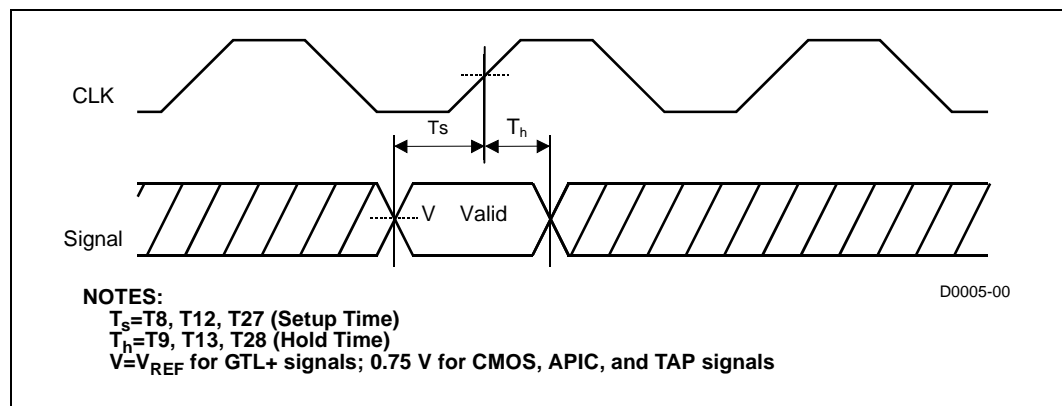 CLK
Ts
Th
V Valid
Signal
D0005-00
NOTES:
Ts=T8, T12, T27 (Setup Time)
Th=T9, T13, T28 (Hold Time)
V=VREF for GTL+ signals; 0.75 V for CMOS, APIC, and TAP signals